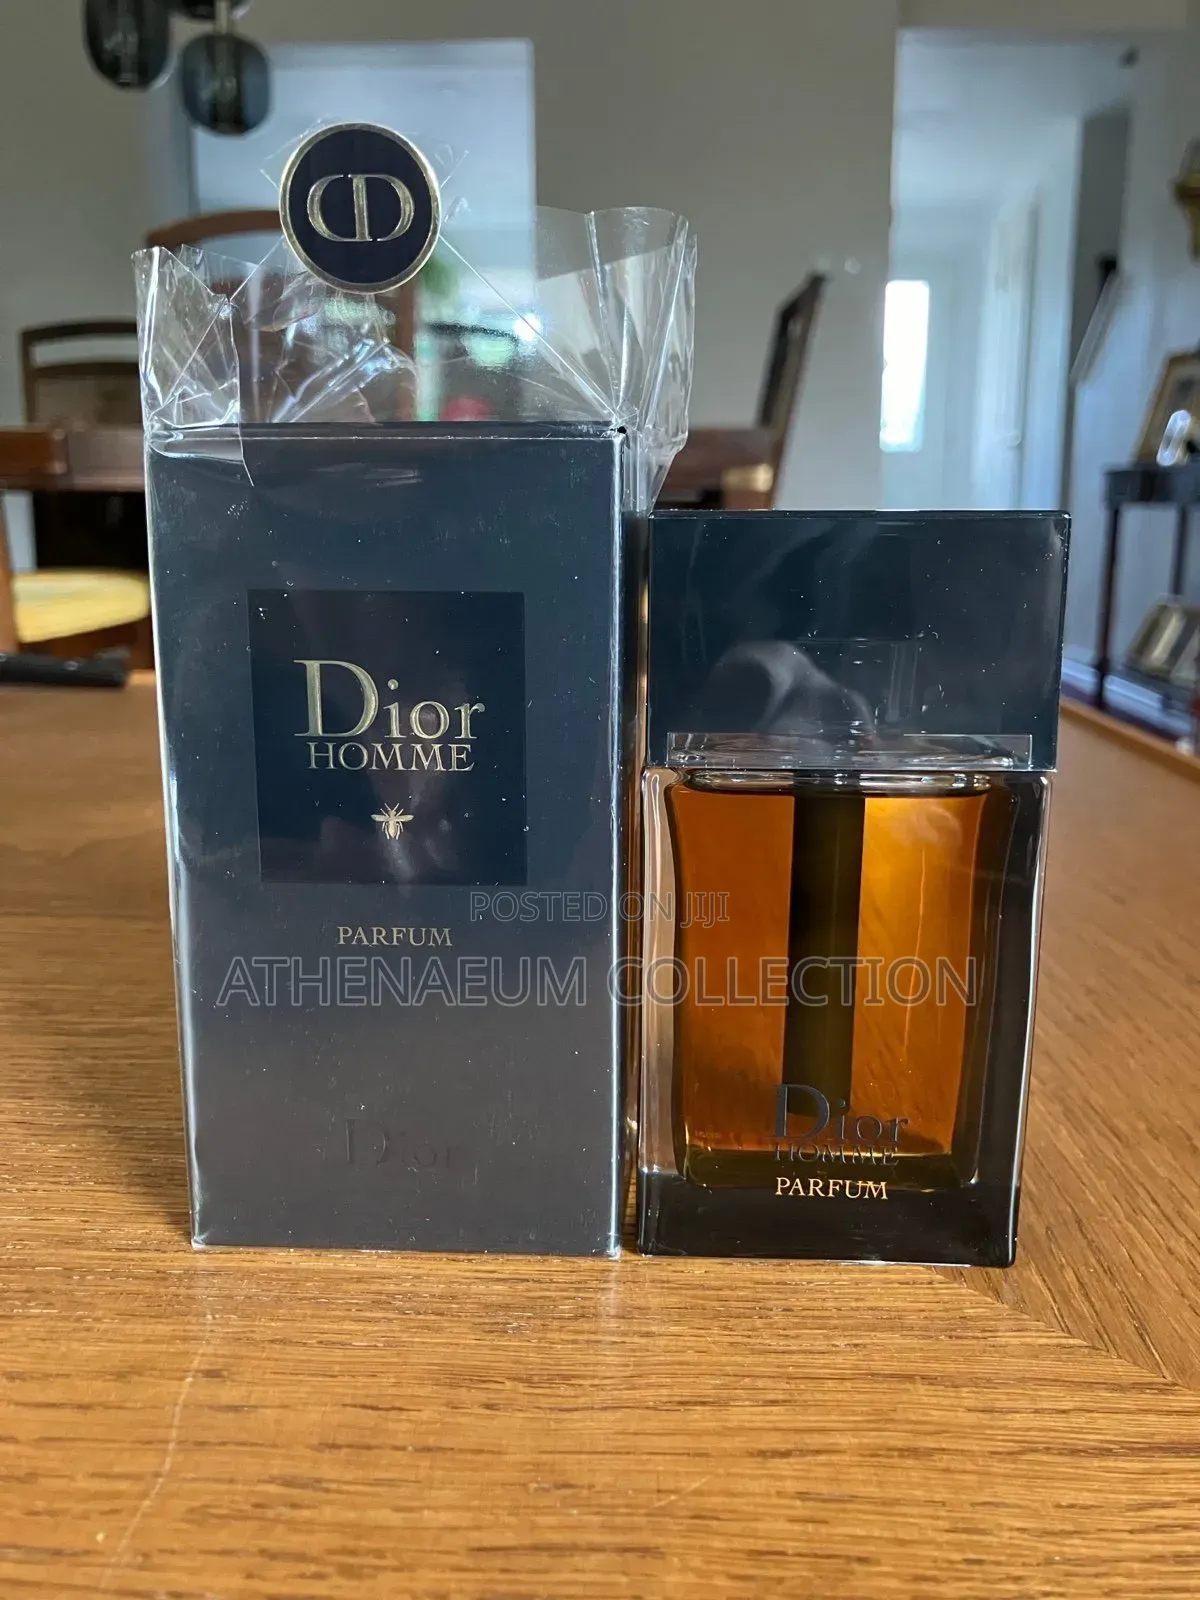 CD
Dior
HOMME
PARFUM
Dior
Dior
HOMME
PARFUM
POSTED ON JIJI
ATHENAEUM COLLECTION